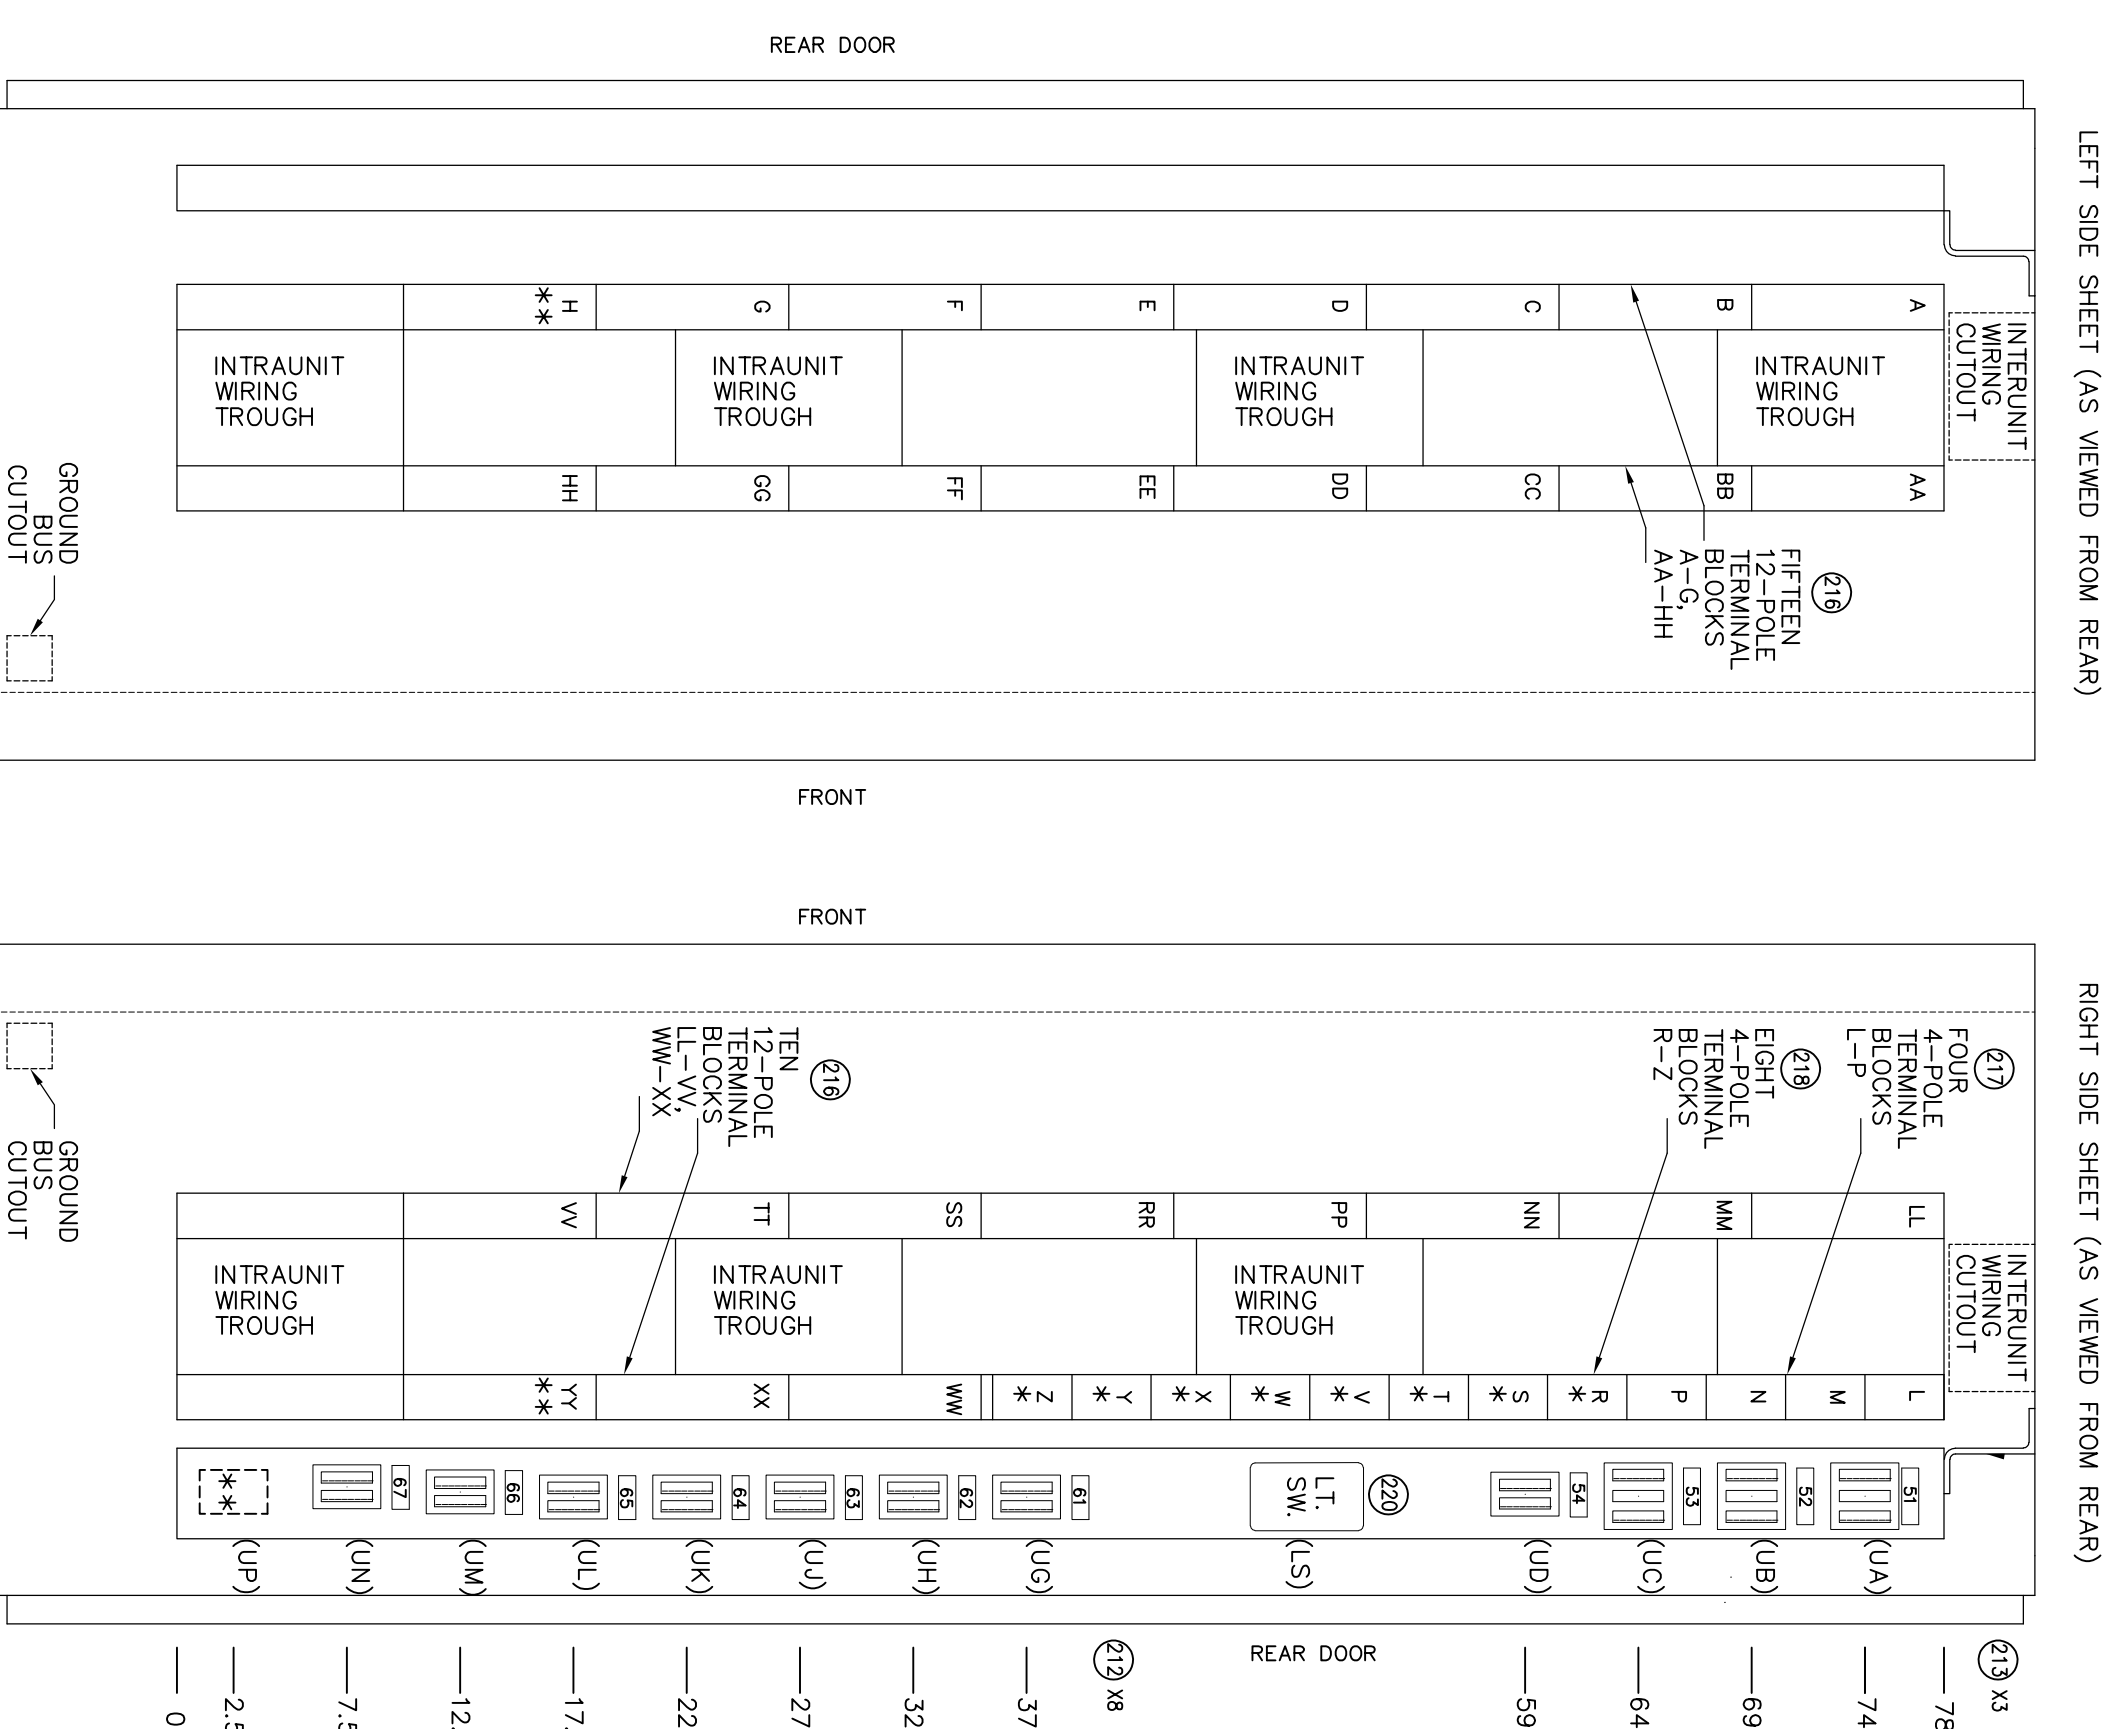 LEFT SIDE SHEET (AS VIEWED FROM REAR)
REAR DOOR
INTERUNIT
WIRING
CUTOUT
A
B
C
D
E
F
G
H
**
INTRAUNIT
WIRING
TROUGH
INTRAUNIT
WIRING
TROUGH
INTRAUNIT
WIRING
TROUGH
INTRAUNIT
WIRING
TROUGH
AA
BB
CC
DD
EE
FF
GG
HH
216
FIFTEEN
12-POLE
TERMINAL
BLOCKS
A-G,
AA-HH
GROUND
BUS
CUTOUT
FRONT
RIGHT SIDE SHEET (AS VIEWED FROM REAR)
FRONT
217
FOUR
4-POLE
TERMINAL
BLOCKS
L-P
218
EIGHT
4-POLE
TERMINAL
BLOCKS
R-Z
216
TEN
12-POLE
TERMINAL
BLOCKS
LL-VV,
WW-XX
GROUND
BUS
CUTOUT
INTERUNIT
WIRING
CUTOUT
LL
MM
NN
PP
RR
SS
TT
VV
INTRAUNIT
WIRING
TROUGH
INTRAUNIT
WIRING
TROUGH
INTRAUNIT
WIRING
TROUGH
L
M
N
P
R
*
S
*
T
*
V
*
W
*
X
*
Y
*
Z
*
WW
XX
YY
**
51
52
53
54
220
LT.
SW.
61
62
63
64
65
66
67
**
(UA)
(UB)
(UC)
(UD)
(LS)
(UG)
(UH)
(UJ)
(UK)
(UL)
(UM)
(UN)
(UP)
REAR DOOR
213 X3
212 X8
78
74
69
64
59
37
32
27
22
17.
12.
7.5
2.5
0